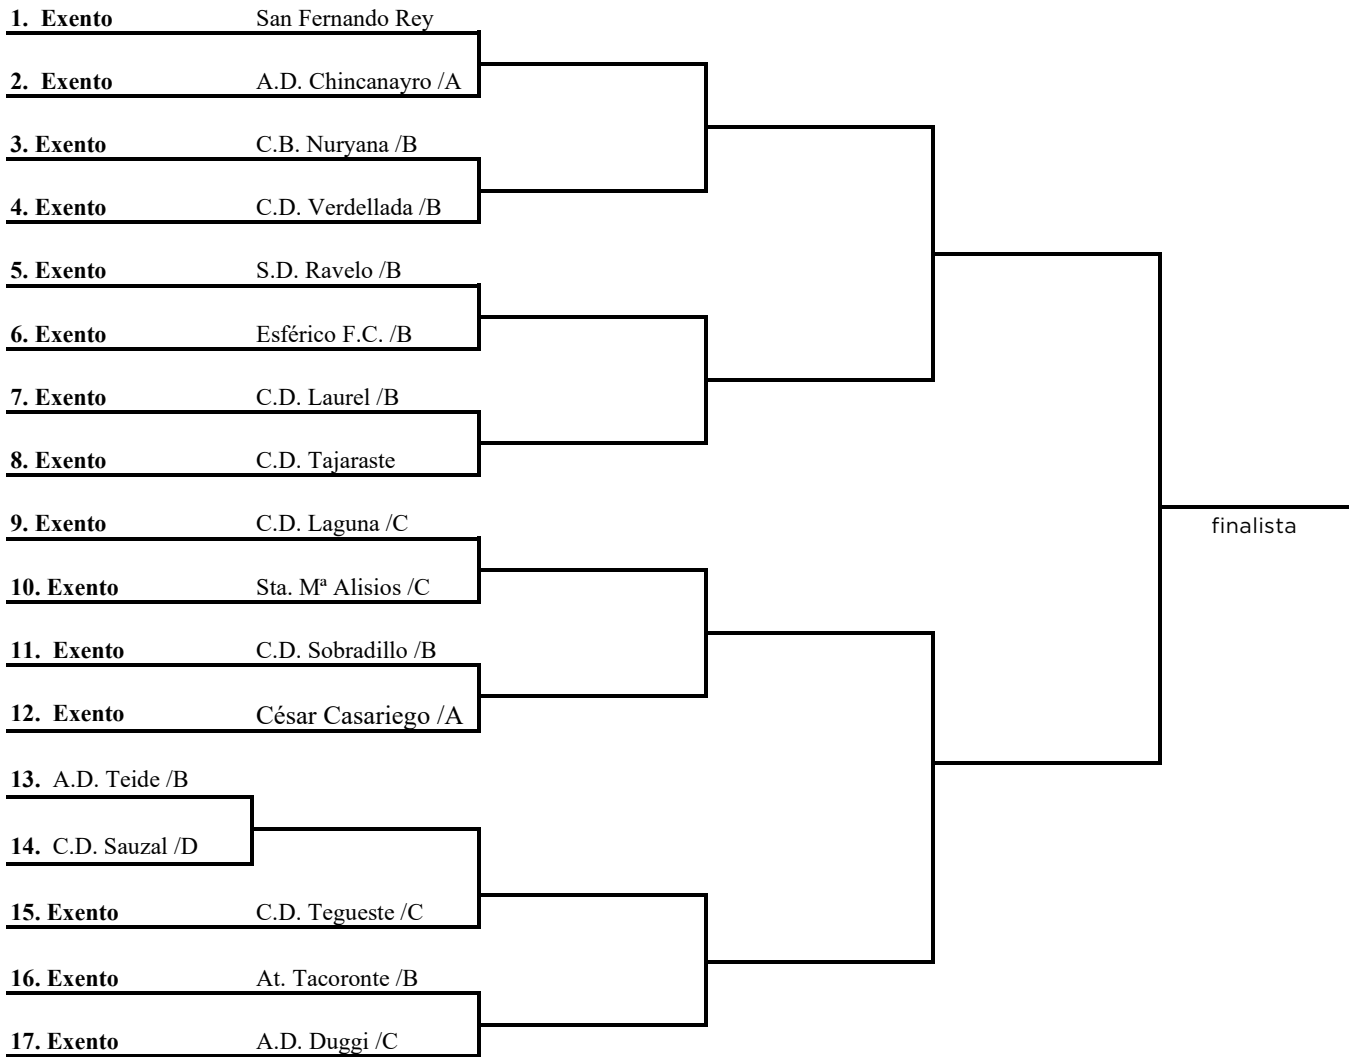 1. Exento San Fernando Rey
2. Exento A.D. Chincanayro /A
3. Exento C.B. Nuryana /B
4. Exento C.D. Verdellada /B
5. Exento S.D. Ravelo /B
6. Exento Esférico F.C. /B
7. Exento C.D. Laurel /B
8. Exento C.D. Tajaraste
9. Exento C.D. Laguna /C
finalista
10. Exento Sta. Mª Alisios /C
11. Exento C.D. Sobradillo /B
12. Exento César Casariego /A
13. A.D. Teide /B
14. C.D. Sauzal /D
15. Exento C.D. Tegueste /C
16. Exento At. Tacoronte /B
17. Exento A.D. Duggi /C